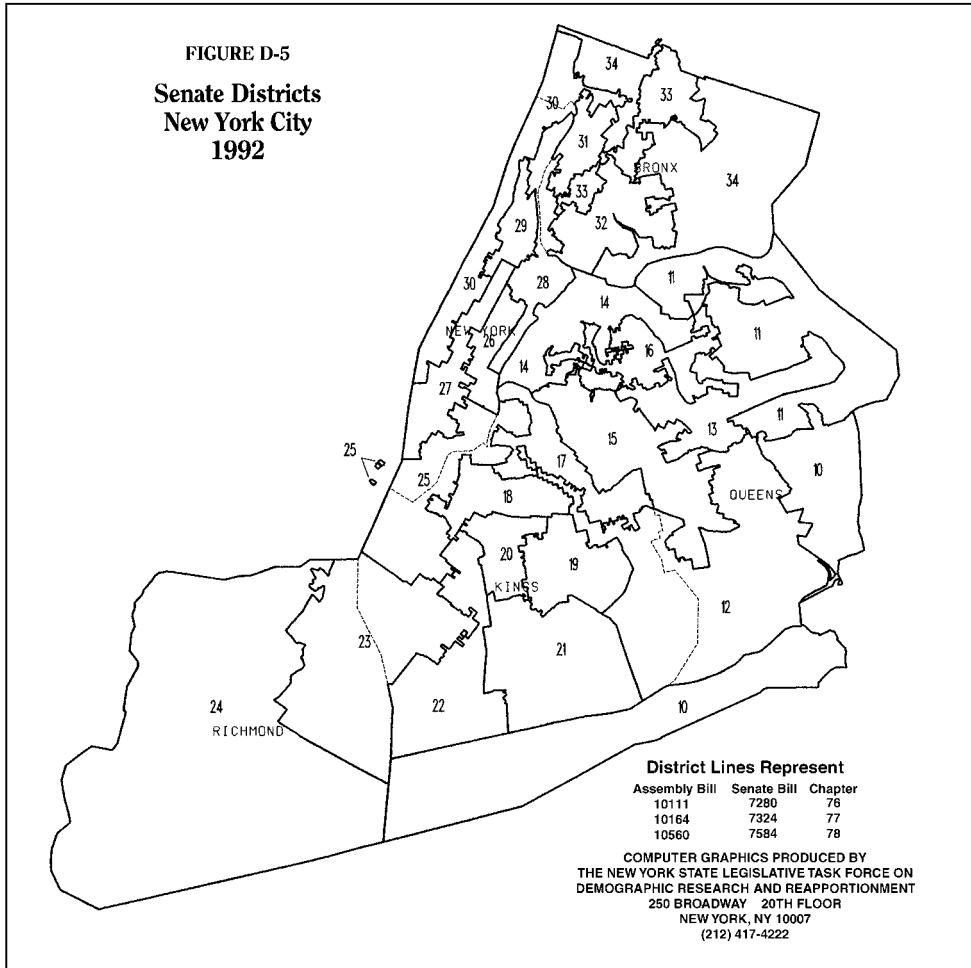 FIGURE D-5
Senate Districts
New York City
1992
34
33
30
31
BRONX
34
33
32
29
28
11
30
14
NEW YORK
26
16
11
14
27
13
11
15
25
17
10
25
QUEENS
18
20
19
KINGS
12
23
21
24
22
10
RICHMOND
District Lines Represent
Assembly Bill Senate Bill Chapter
10111 7280 76
10164 7324 77
10560 7584 78
COMPUTER GRAPHICS PRODUCED BY
THE NEW YORK STATE LEGISLATIVE TASK FORCE ON
DEMOGRAPHIC RESEARCH AND REAPPORTIONMENT
250 BROADWAY 20TH FLOOR
NEW YORK, NY 10007
(212) 417-4222